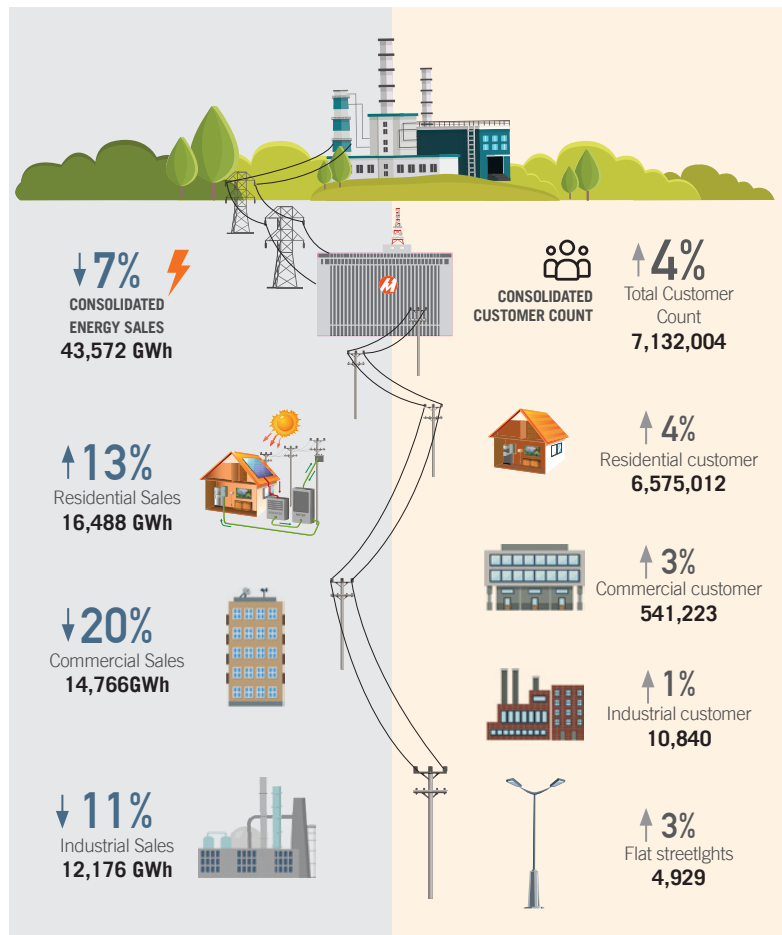 ↓7%
CONSOLIDATED
ENERGY SALES
43,572 GWh
↑13%
Residential Sales
16,488 GWh
↓20%
Commercial Sales
14,766GWh
↓11%
Industrial Sales
12,176 GWh
M
CONSOLIDATED
CUSTOMER COUNT
↑4%
Total Customer
Count
7,132,004
↑4%
Residential customer
6,575,012
↑3%
Commercial customer
541,223
↑1%
Industrial customer
10,840
↑3%
Flat streetlghts
4,929